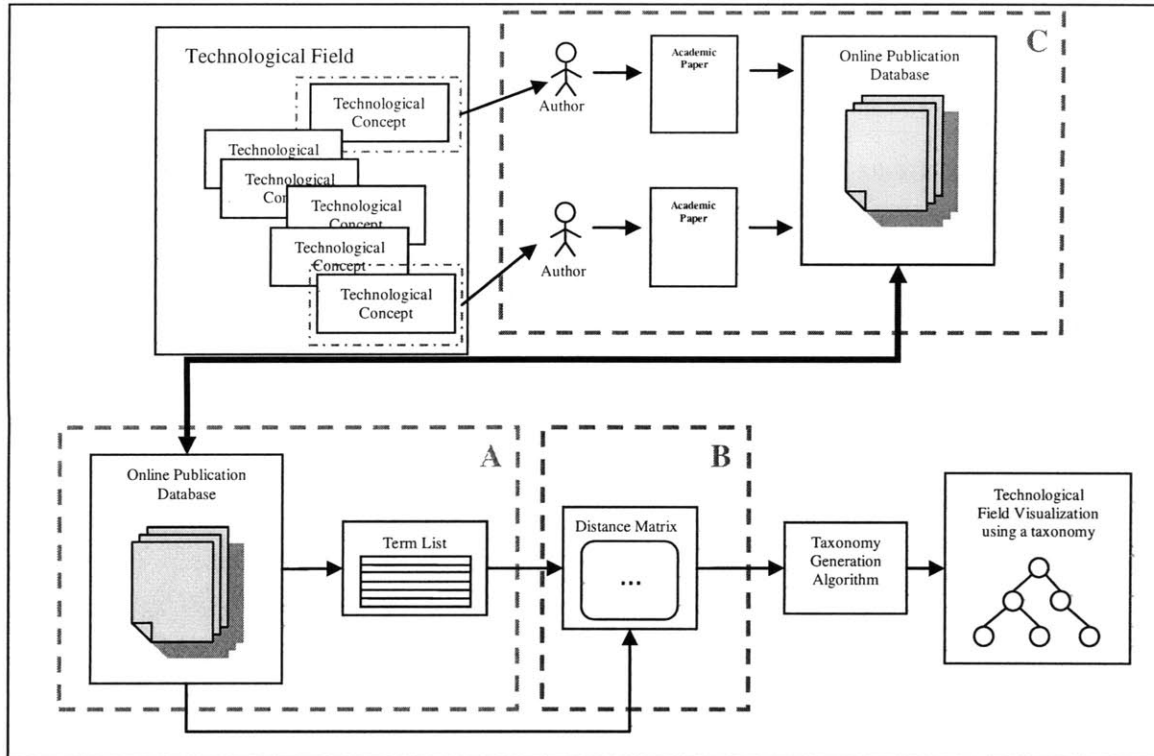 Technological Field
Technological
Concept
Technological
Technological
Technological
Concept
Technological
Concept
Technological
Concept
Author
Academic
Paper
Online Publication
Database
C
Author
Academic
Paper
A
Online Publication
Database
Term List
B
Distance Matrix
...
Taxonomy
Generation
Algorithm
Technological
Field Visualization
using a taxonomy